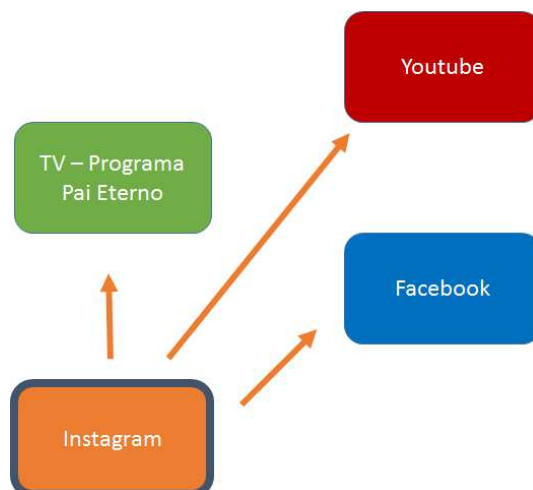 Youtube
TV – Programa
Pai Eterno
Facebook
Instagram